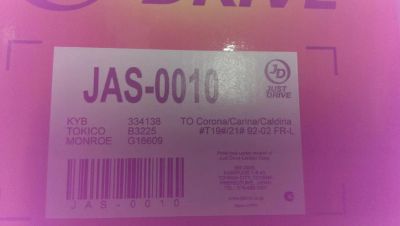 DRIVE
JAS-0010
JD
JUST DRIVE
KYB 334138 TO Corona/Carina/Caldina
TOKICO B3225 #T19#/21# 92-02 FR-L
MONROE G16609
JAS-0010